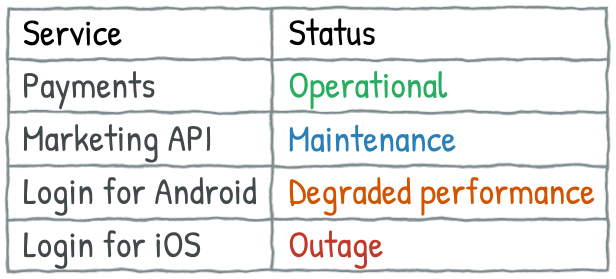 Service Status
Payments Operational
Marketing API Maintenance
Login for Android Degraded performance
Login for iOS Outage